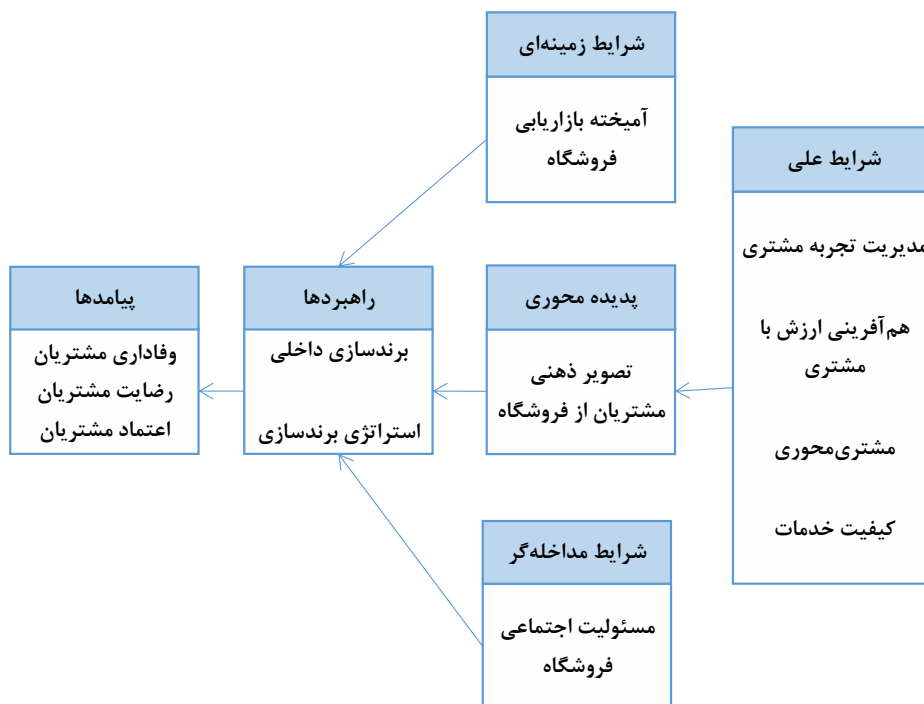 شرایط زمینه‌ای
آمیخته بازاریابی
فروشگاه
شرایط علی
مدیریت تجربه مشتری
هم‌آفرینی ارزش با
مشتری
مشتری‌محوری
کیفیت خدمات
پدیده محوری
تصویر ذهنی
مشتریان از فروشگاه
راهبردها
برندسازی داخلی
استراتژی برندسازی
پیامدها
وفاداری مشتریان
رضایت مشتریان
اعتماد مشتریان
شرایط مداخله‌گر
مسئولیت اجتماعی
فروشگاه